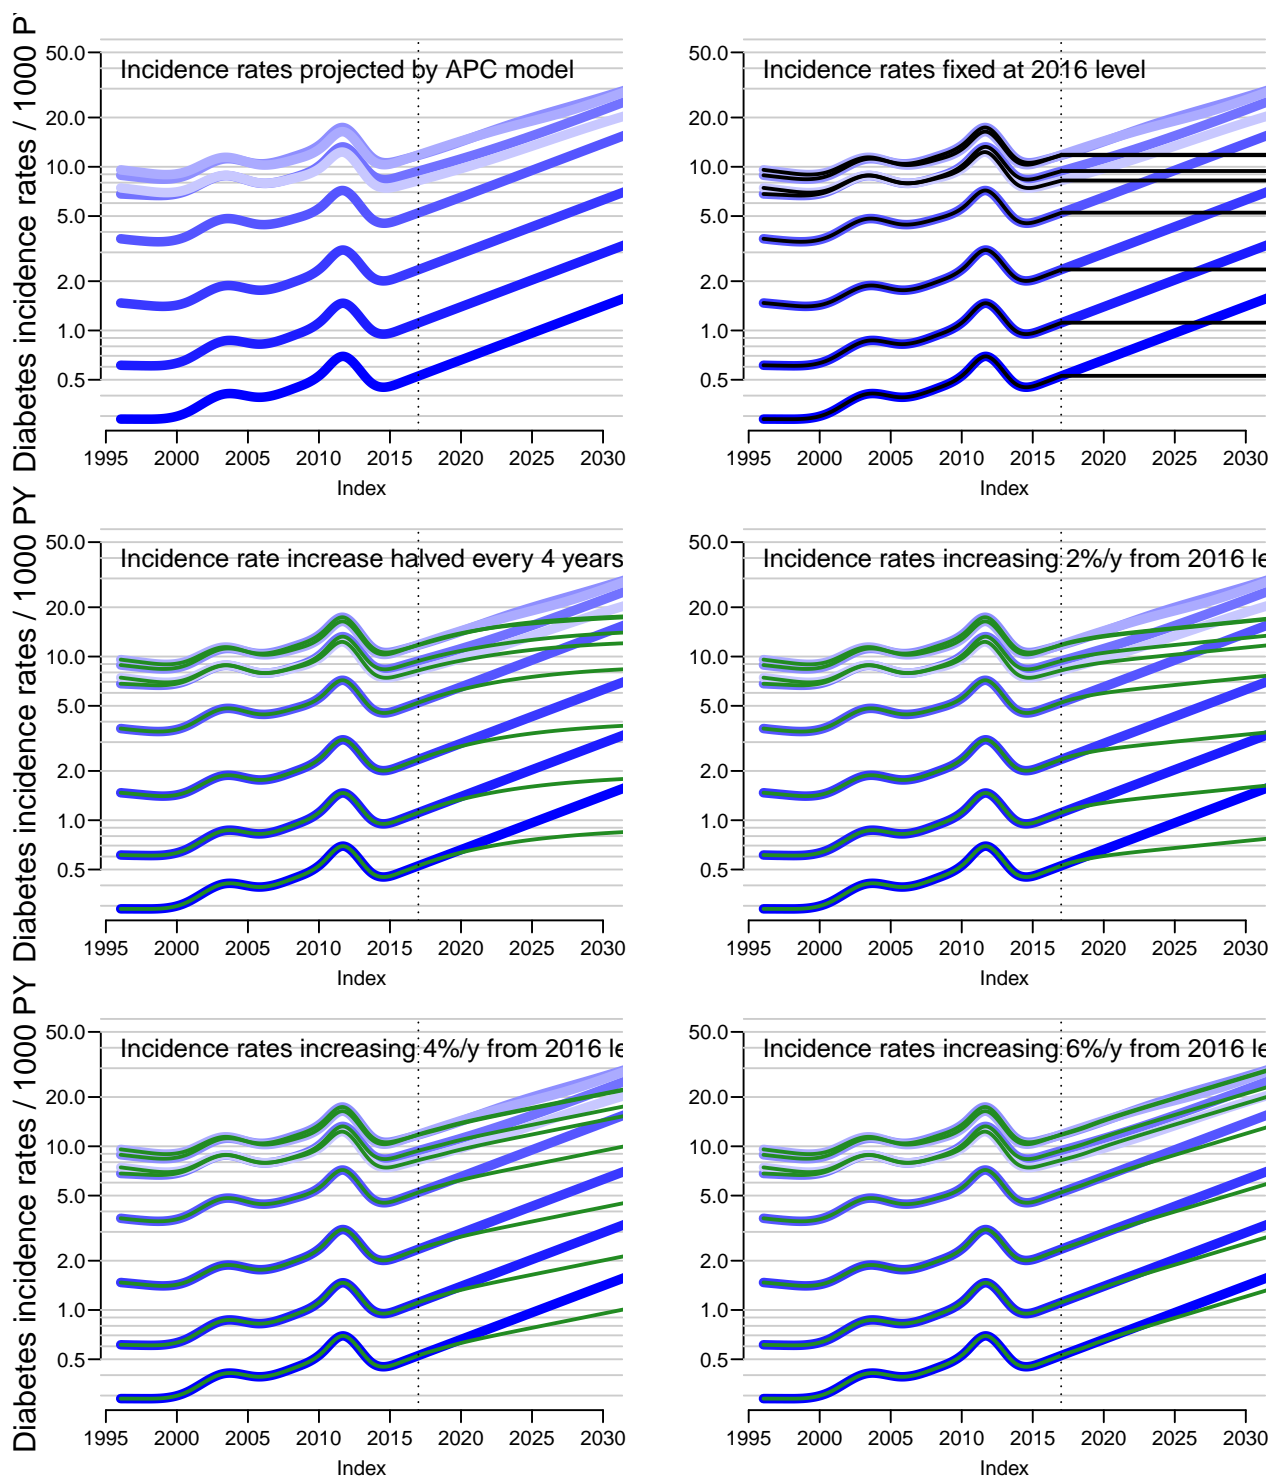 Diabetes incidence rates / 1000 P
Incidence rates projected by APC model
50.0
20.0
10.0
5.0
2.0
1.0
0.5
1995 2000 2005 2010 2015 2020 2025 2030
Index
Incidence rates fixed at 2016 level
50.0
20.0
10.0
5.0
2.0
1.0
0.5
1995 2000 2005 2010 2015 2020 2025 2030
Index
Diabetes incidence rates / 1000 PY
Incidence rate increase halved every 4 years
50.0
20.0
10.0
5.0
2.0
1.0
0.5
1995 2000 2005 2010 2015 2020 2025 2030
Index
Incidence rates increasing 2%/y from 2016 le
50.0
20.0
10.0
5.0
2.0
1.0
0.5
1995 2000 2005 2010 2015 2020 2025 2030
Index
Diabetes incidence rates / 1000 PY
Incidence rates increasing 4%/y from 2016 le
50.0
20.0
10.0
5.0
2.0
1.0
0.5
1995 2000 2005 2010 2015 2020 2025 2030
Index
Incidence rates increasing 6%/y from 2016 le
50.0
20.0
10.0
5.0
2.0
1.0
0.5
1995 2000 2005 2010 2015 2020 2025 2030
Index